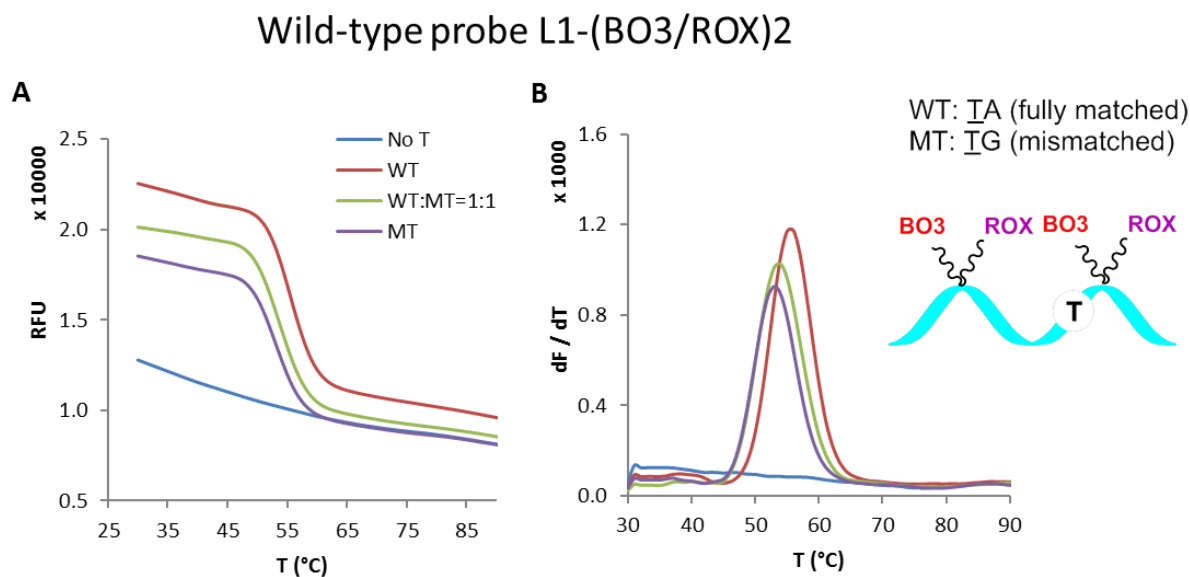 Wild-type probe L1-(BO3/ROX)2
A
2.5
2.0
1.5
1.0
0.5
x 10000
RFU
25 35 45 55 65 75 85
T (°C)
No T
WT
WT:MT=1:1
MT
B
1.6
1.2
0.8
0.4
0.0
x 1000
dF / dT
30 40 50 60 70 80 90
T (°C)
WT: TA (fully matched)
MT: TG (mismatched)
BO3 ROX BO3 ROX
T